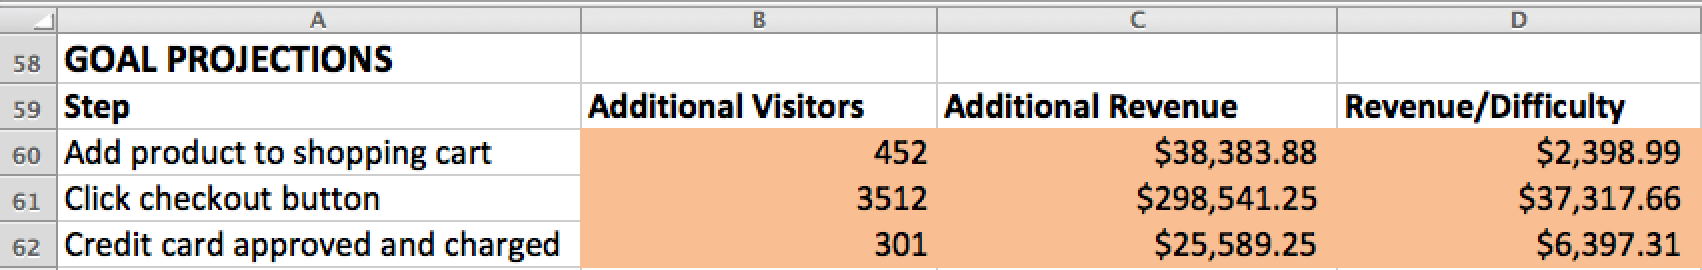 A B C D
58 GOAL PROJECTIONS
59 Step Additional Visitors Additional Revenue Revenue/Difficulty
60 Add product to shopping cart 452 $38,383.88 $2,398.99
61 Click checkout button 3512 $298,541.25 $37,317.66
62 Credit card approved and charged 301 $25,589.25 $6,397.31